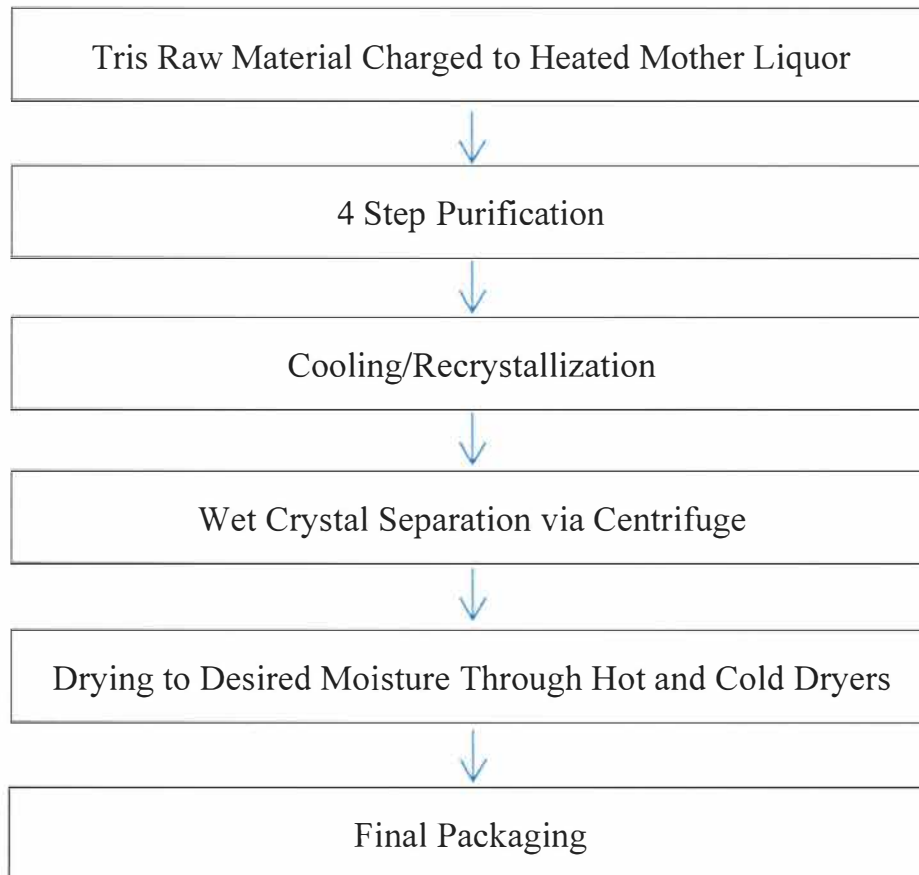 Tris Raw Material Charged to Heated Mother Liquor
4 Step Purification
Cooling/Recrystallization
Wet Crystal Separation via Centrifuge
Drying to Desired Moisture Through Hot and Cold Dryers
Final Packaging